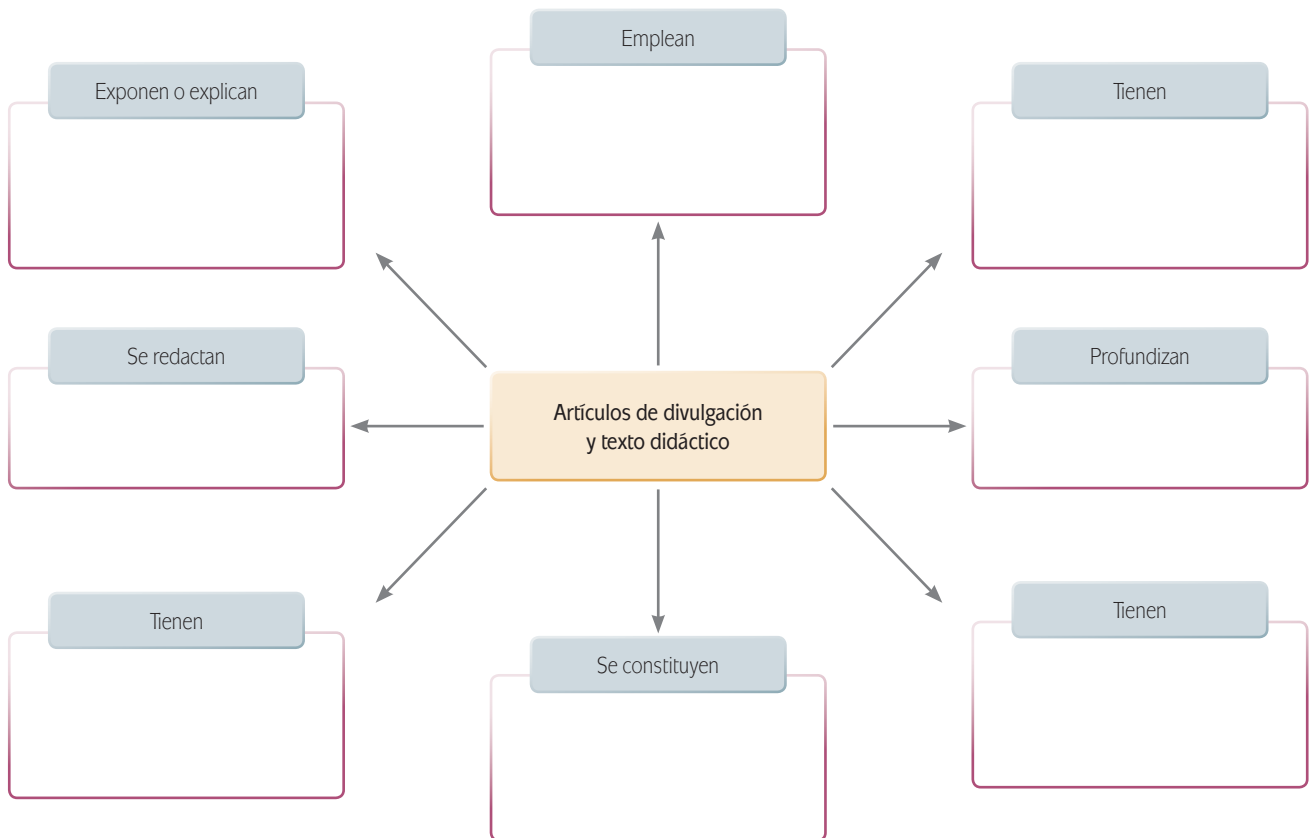 Emplean
Exponen o explican
Tienen
Se redactan
Profundizan
Artículos de divulgación
y texto didáctico
Tienen
Se constituyen
Tienen